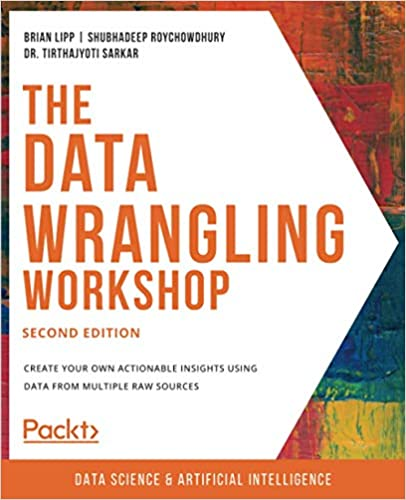 BRIAN LIPP | SHUBHADEEP ROYCHOWDHURY
DR. TIRTHAJYOTI SARKAR
THE
DATA
WRANGLING
WORKSHOP
SECOND EDITION
CREATE YOUR OWN ACTIONABLE INSIGHTS USING
DATA FROM MULTIPLE RAW SOURCES
Packt>
DATA SCIENCE & ARTIFICIAL INTELLIGENCE